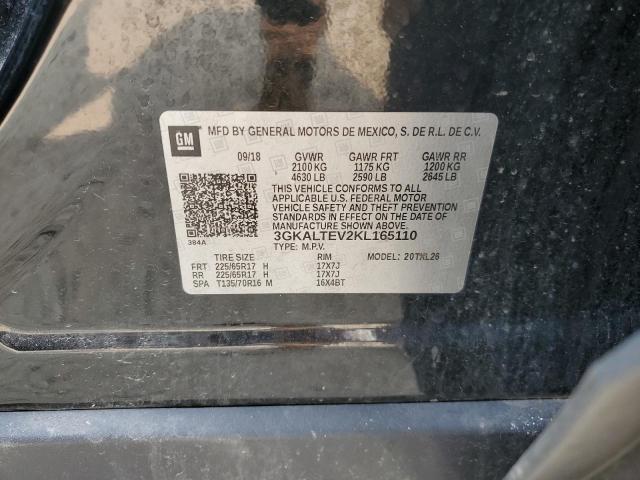 GM
MFD BY GENERAL MOTORS DE MEXICO, S. DE R.L. DE C.V.
09/18 GVWR GAWR FRT GAWR RR
2100 KG 1175 KG 1200 KG
4630 LB 2590 LB 2645 LB
THIS VEHICLE CONFORMS TO ALL
APPLICABLE U.S. FEDERAL MOTOR
VEHICLE SAFETY AND THEFT
PREVENTION STANDARDS IN EFFECT ON
THE DATE OF MANUFACTURE SHOWN ABOVE.
384A
3GKALTEV2KL165110
TYPE: M.P.V.
TIRE SIZE RIM MODEL: 20TXL26
FRT 225/65R17 H 17X7J
RR 225/65R17 H 17X7J
SPA T135/70R16 M 16X4BT